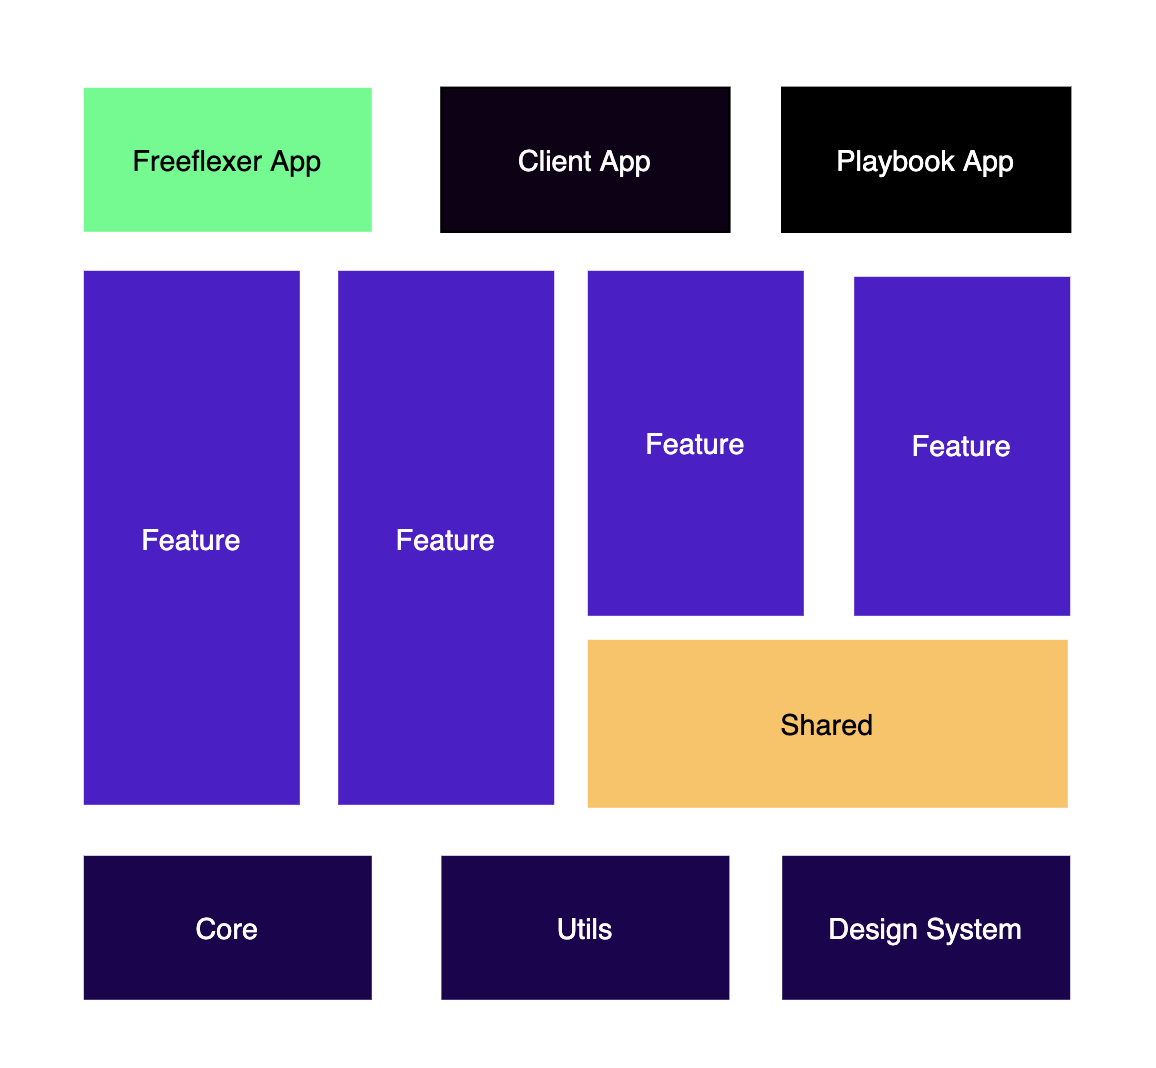 Freeflexer App
Client App
Playbook App
Feature
Feature
Feature
Feature
Shared
Core
Utils
Design System